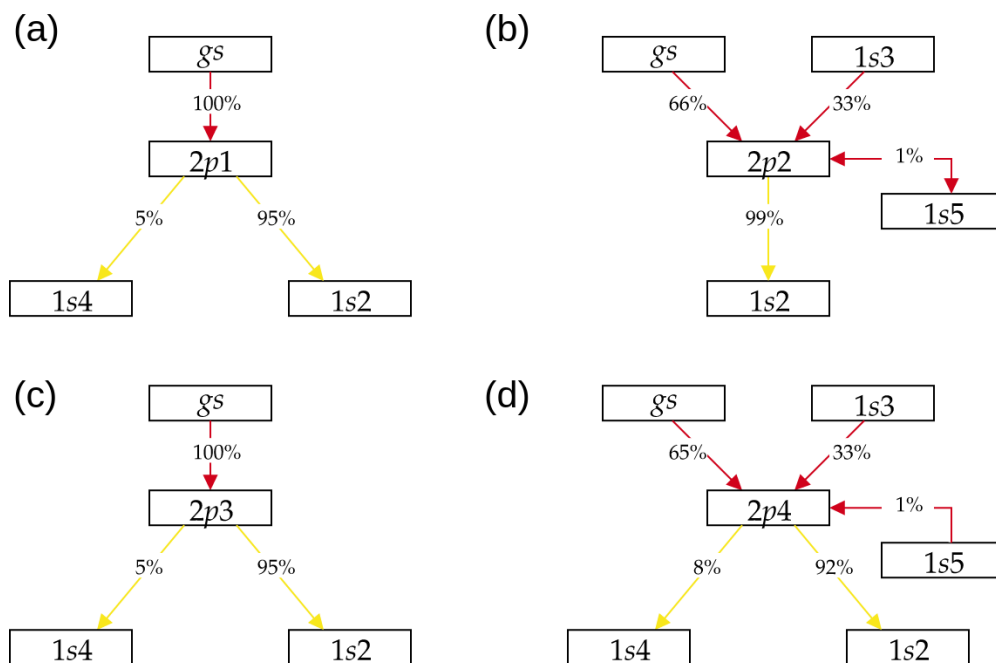 (a)
gs
100%
2p1
5%
95%
1s4
1s2
(b)
gs
1s3
66%
33%
2p2
1%
1s5
99%
1s2
(c)
gs
100%
2p3
5%
95%
1s4
1s2
(d)
gs
1s3
65%
33%
2p4
1%
1s5
8%
92%
1s4
1s2